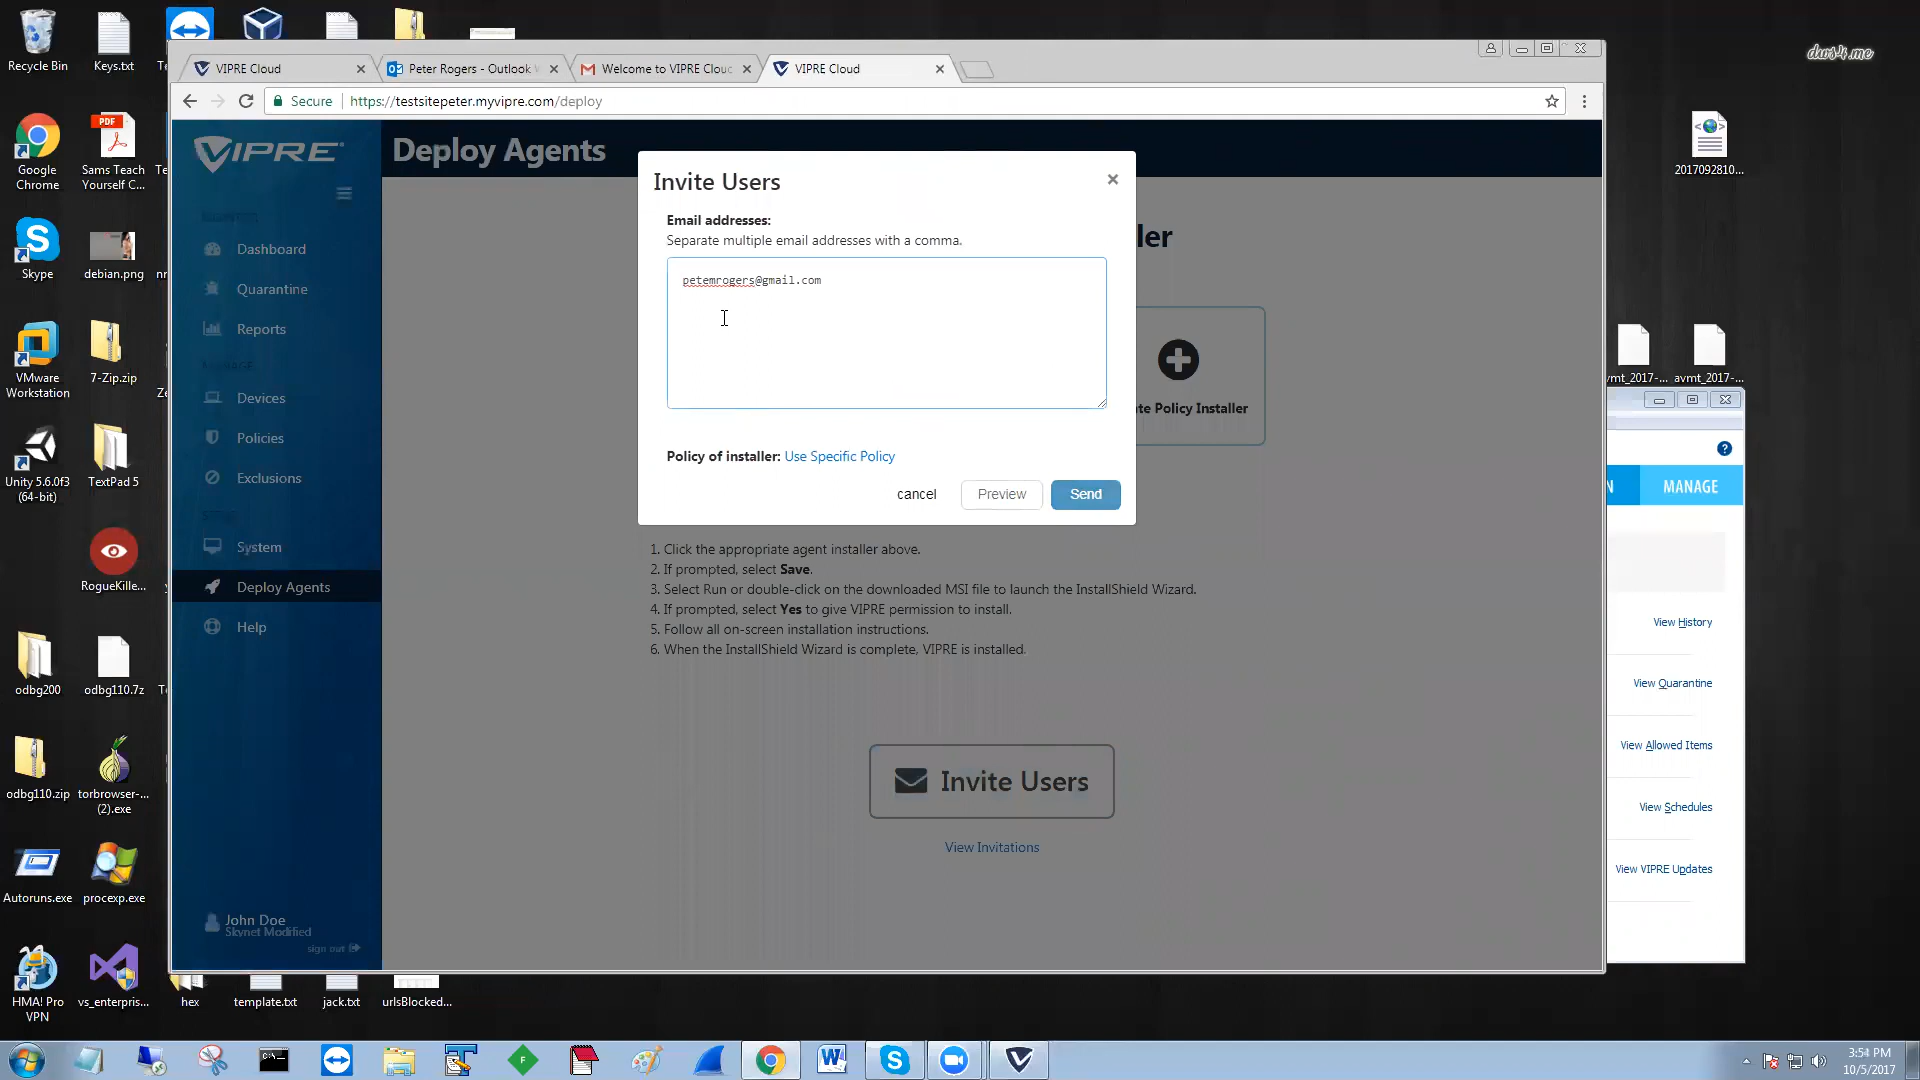 dws4.me
Recycle Bin
Keys.txt
VIPRE Cloud
Peter Rogers - Outlook
Welcome to VIPRE Cloud
VIPRE Cloud
Secure
https://testsitepeter.myvipre.com/deploy
VIPRE
Deploy Agents
Dashboard
Quarantine
Reports
Devices
Policies
Exclusions
System
Deploy Agents
Help
John Doe
Skynet Modified
sign out
Invite Users
Email addresses:
Separate multiple email addresses with a comma.
petemrogers@gmail.com
Policy of installer: Use Specific Policy
cancel
Preview
Send
Policy Installer
1. Click the appropriate agent installer above.
2. If prompted, select Save.
3. Select Run or double-click on the downloaded MSI file to launch the InstallShield Wizard.
4. If prompted, select Yes to give VIPRE permission to install.
5. Follow all on-screen installation instructions.
6. When the InstallShield Wizard is complete, VIPRE is installed.
Invite Users
View Invitations
PDF
Google
Chrome
Sams Teach
Yourself C...
Skype
debian.png
VMware
Workstation
7-Zip.zip
Unity 5.6.0f3
(64-bit)
TextPad 5
RogueKille...
odbg200
odbg110.7z
odbg110.zip
torbrowser-...
(2).exe
Autoruns.exe
procexp.exe
HMA! Pro
VPN
vs_enterpris...
hex
template.txt
jack.txt
urlsBlocked...
2017092810...
vmt_2017-...
avmt_2017-...
MANAGE
View History
View Quarantine
View Allowed Items
View Schedules
View VIPRE Updates
3:54 PM
10/5/2017